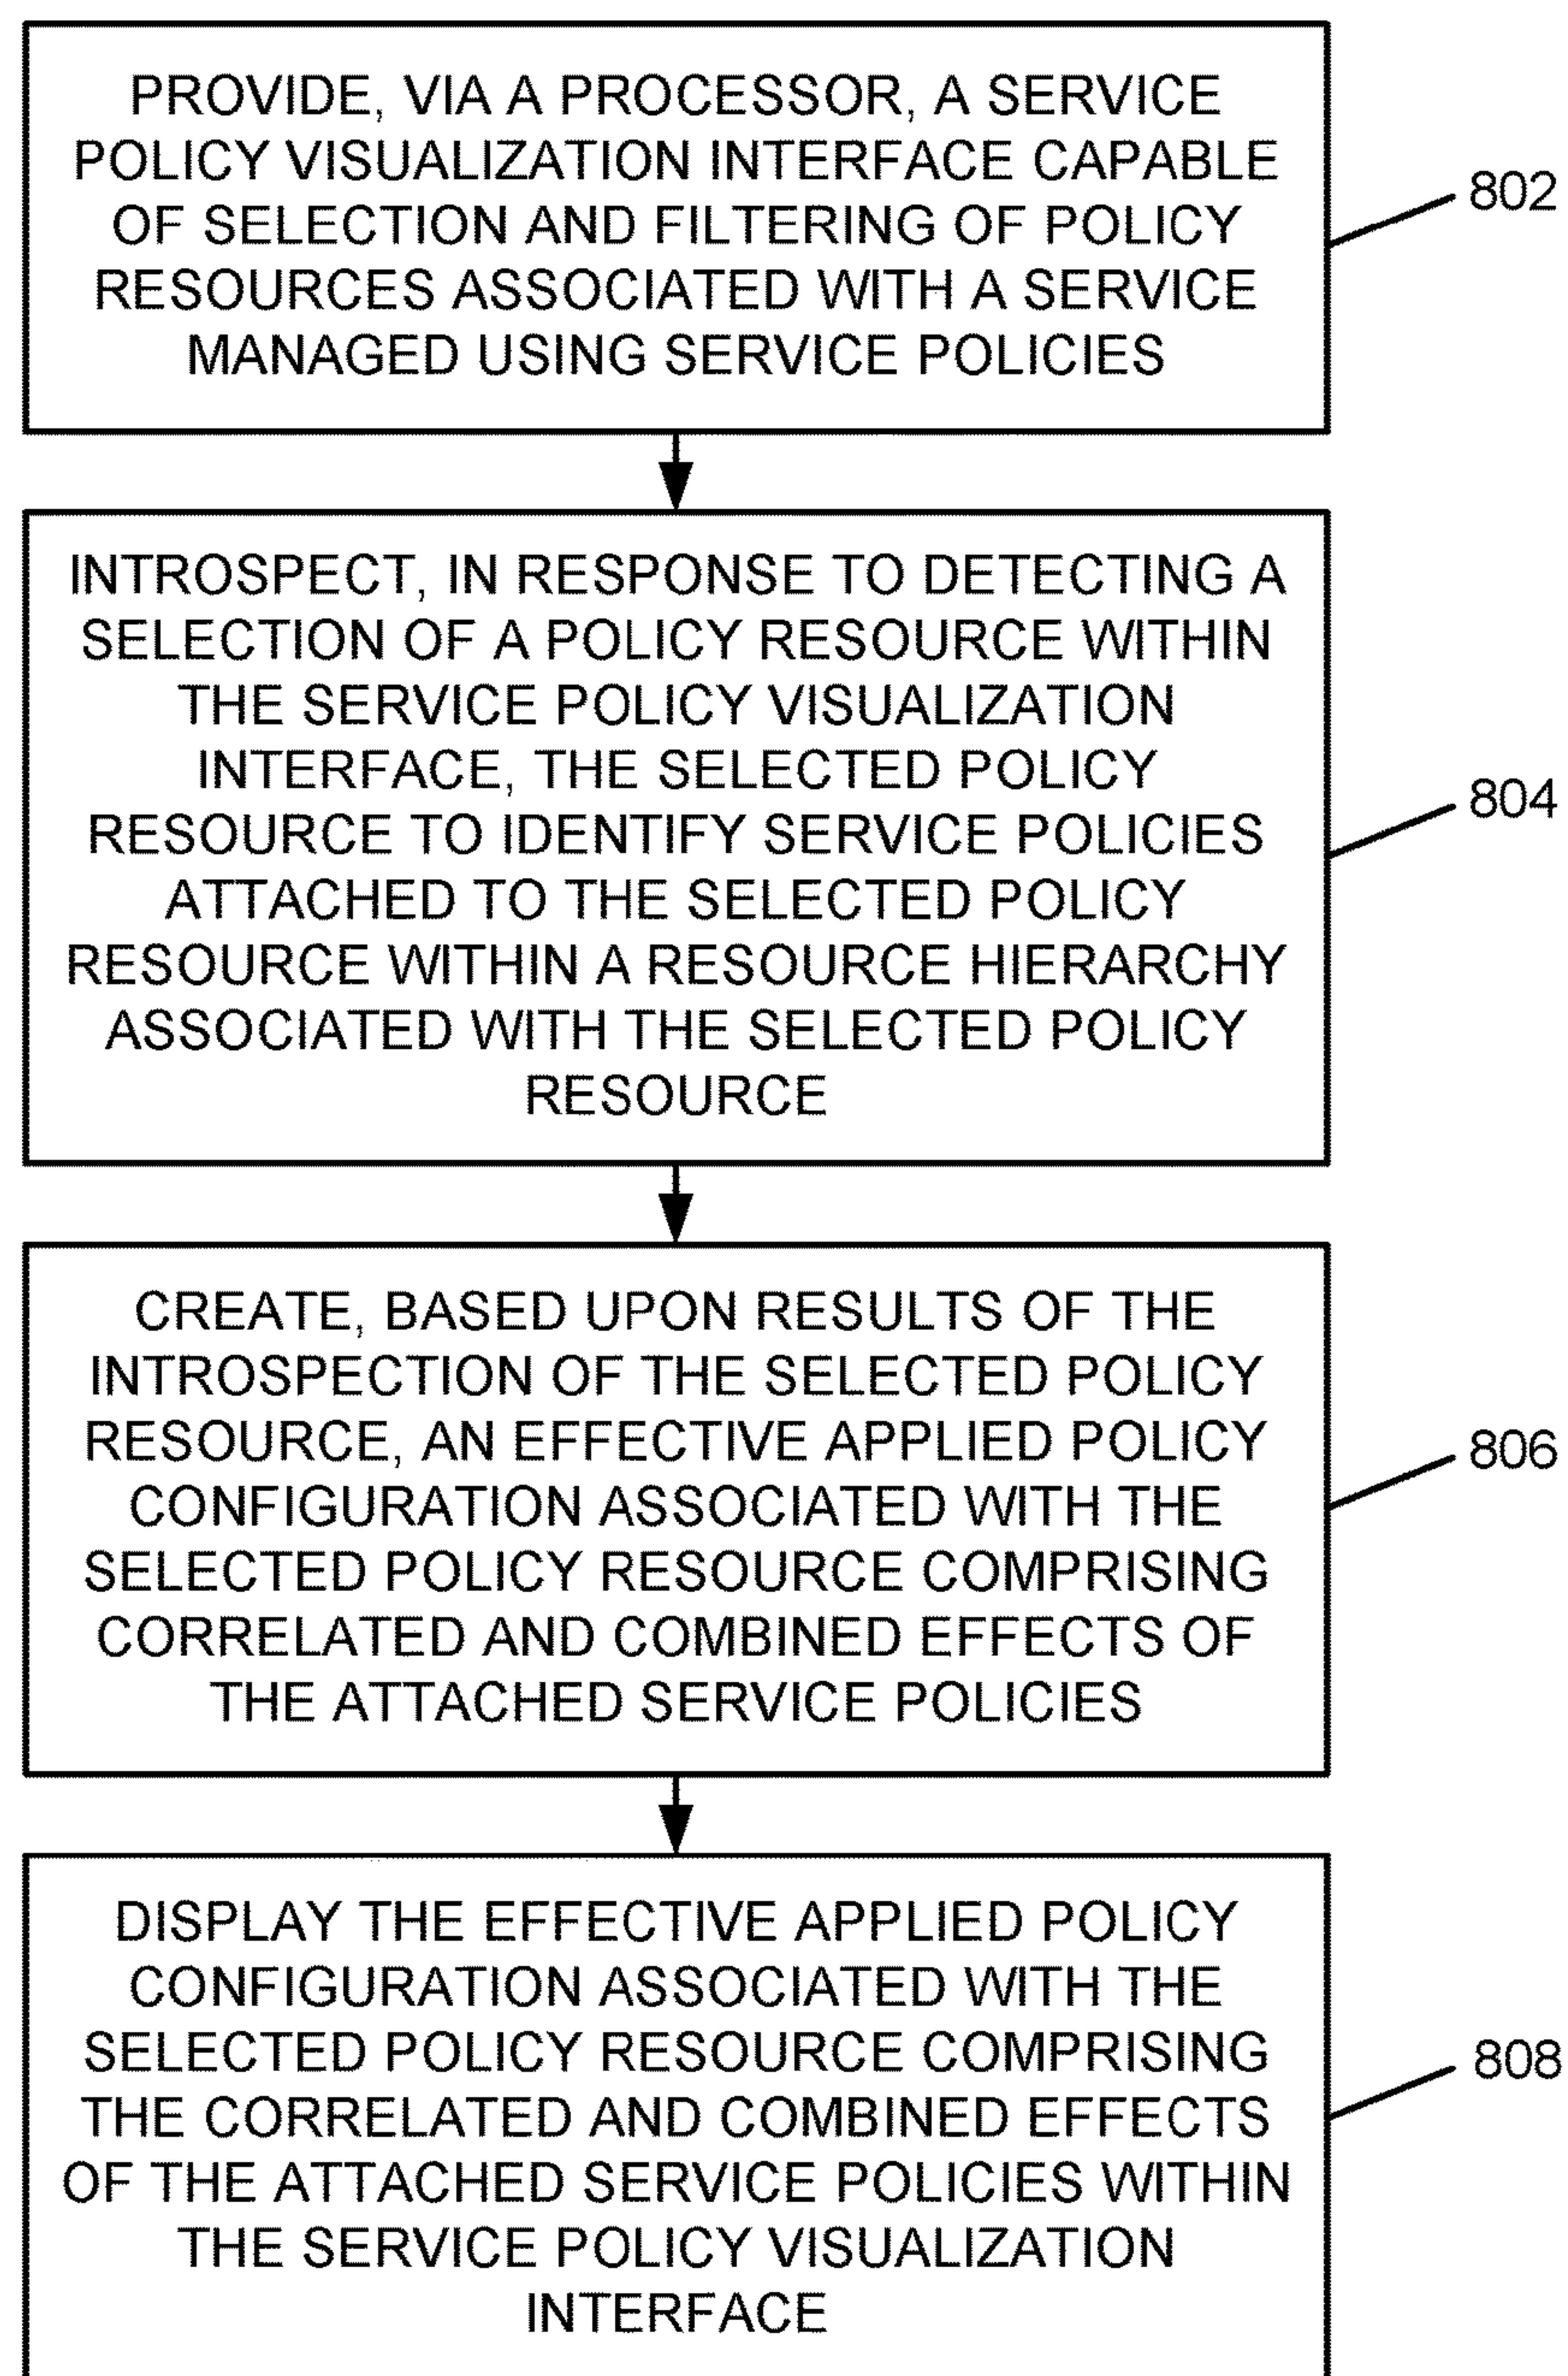 PROVIDE, VIA A PROCESSOR, A SERVICE
POLICY VISUALIZATION INTERFACE CAPABLE
OF SELECTION AND FILTERING OF POLICY
RESOURCES ASSOCIATED WITH A SERVICE
MANAGED USING SERVICE POLICIES
802
INTROSPECT, IN RESPONSE TO DETECTING A
SELECTION OF A POLICY RESOURCE WITHIN
THE SERVICE POLICY VISUALIZATION
INTERFACE, THE SELECTED POLICY
RESOURCE TO IDENTIFY SERVICE POLICIES
ATTACHED TO THE SELECTED POLICY
RESOURCE WITHIN A RESOURCE HIERARCHY
ASSOCIATED WITH THE SELECTED POLICY
RESOURCE
804
CREATE, BASED UPON RESULTS OF THE
INTROSPECTION OF THE SELECTED POLICY
RESOURCE, AN EFFECTIVE APPLIED POLICY
CONFIGURATION ASSOCIATED WITH THE
SELECTED POLICY RESOURCE COMPRISING
CORRELATED AND COMBINED EFFECTS OF
THE ATTACHED SERVICE POLICIES
806
DISPLAY THE EFFECTIVE APPLIED POLICY
CONFIGURATION ASSOCIATED WITH THE
SELECTED POLICY RESOURCE COMPRISING
THE CORRELATED AND COMBINED EFFECTS
OF THE ATTACHED SERVICE POLICIES WITHIN
THE SERVICE POLICY VISUALIZATION
INTERFACE
808